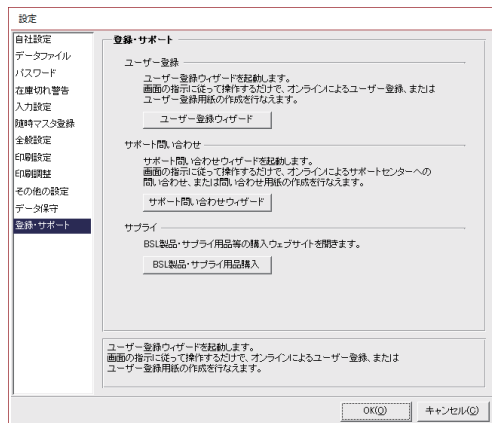 設定
自社設定
データファイル
パスワード
在庫切れ警告
入力設定
随時マスタ登録
全般設定
印刷設定
印刷調整
その他の設定
データ保守
登録・サポート
登録・サポート
ユーザー登録
ユーザー登録ウィザードを起動します。
画面の指示に従って操作するだけで、オンラインによるユーザー登録、または
ユーザー登録用紙の作成を行なえます。
ユーザー登録ウィザード
サポート問い合わせ
サポート問い合わせウィザードを起動します。
画面の指示に従って操作するだけで、オンラインによるサポートセンターへの
問い合わせ、または問い合わせ用紙の作成を行なえます。
サポート問い合わせウィザード
サプライ
BSL製品・サプライ用品等の購入ウェブサイトを開きます。
BSL製品・サプライ用品購入
ユーザー登録ウィザードを起動します。
画面の指示に従って操作するだけで、オンラインによるユーザー登録、または
ユーザー登録用紙の作成を行なえます。
OK(O)
キャンセル(C)